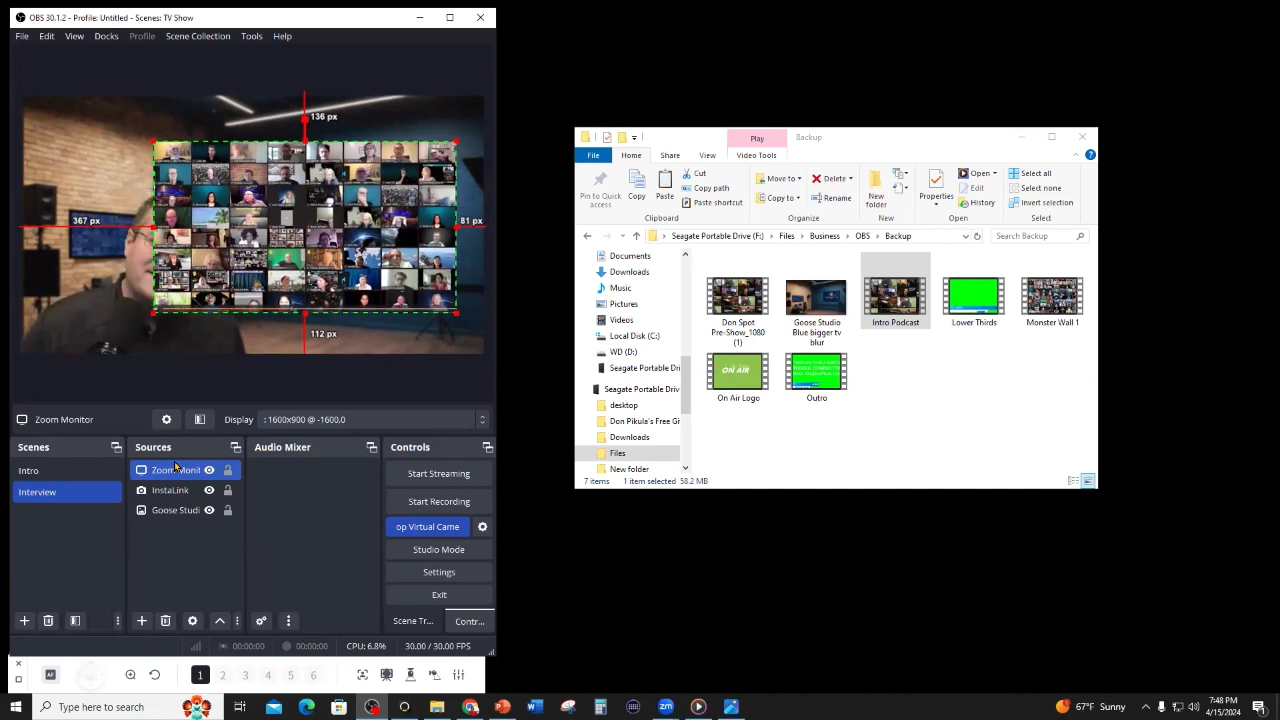 OBS 30.1.2 - Profile: Untitled - Scenes: TV Show
File Edit View Docks Profile Scene Collection Tools Help
136 px
367 px
81 px
112 px
Zoom Monitor
Display
: 1600x900 @ -1600,0
Scenes
Intro
Interview
Sources
Zoom Monit
InstaLink
Goose Studi
Audio Mixer
Controls
Start Streaming
Start Recording
op Virtual Came
Studio Mode
Settings
Exit
Scene Tr...
Contr...
00:00:00
00:00:00
CPU: 6.8%
30.00 / 30.00 FPS
AF
1 2 3 4 5 6
Play
Backup
File Home Share View Video Tools
Pin to Quick
access
Copy
Paste
Cut
Copy path
Paste shortcut
Clipboard
Move to
Copy to
Delete
Rename
Organize
New
folder
New
Properties
Open
Edit
History
Open
Select all
Select none
Invert selection
Select
Seagate Portable Drive (F:) Files Business OBS Backup
Search Backup
Documents
Downloads
Music
Pictures
Videos
Local Disk (C:)
WD (D:)
Seagate Portable Dri
Seagate Portable Driv
desktop
Don Pikula's Free Gi
Downloads
Files
New folder
Don Spot
Pre-Show_1080
(1)
Goose Studio
Blue bigger tv
blur
Intro Podcast
Lower Thirds
Monster Wall 1
ON AIR
On Air Logo
Outro
7 items 1 item selected 58.2 MB
Type here to search
67°F Sunny
7:48 PM
4/15/2024